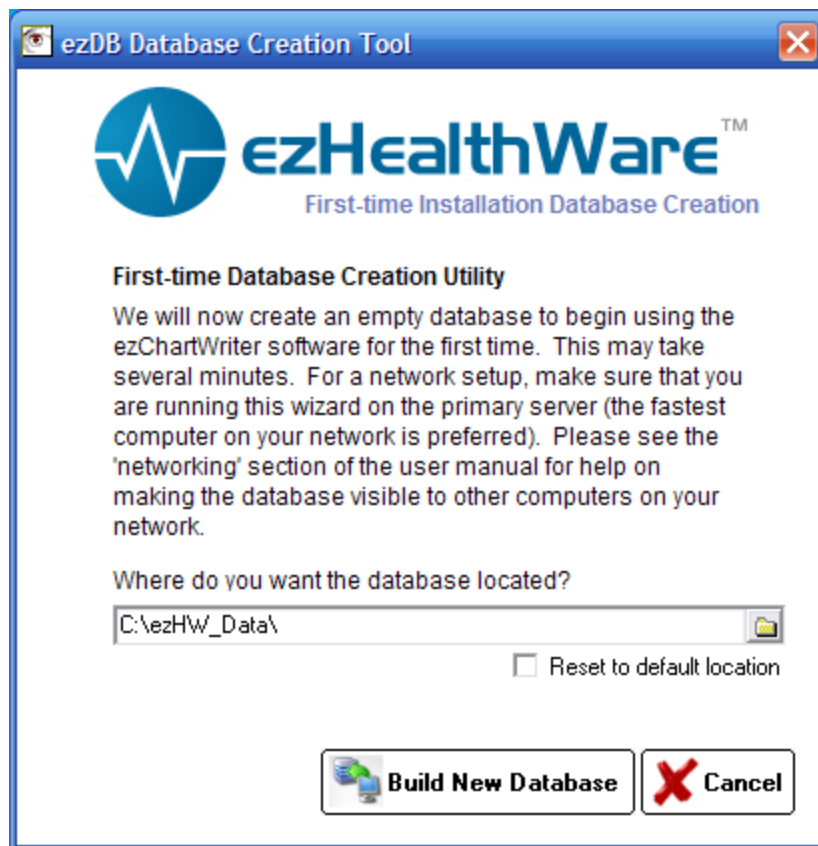 ezDB Database Creation Tool
ezHealthWare™
First-time Installation Database Creation
First-time Database Creation Utility
We will now create an empty database to begin using the
ezChartWriter software for the first time.  This may take
several minutes.  For a network setup, make sure that you
are running this wizard on the primary server (the fastest
computer on your network is preferred).  Please see the
'networking' section of the user manual for help on
making the database visible to other computers on your
network.
Where do you want the database located?
C:\ezHW_Data\
Reset to default location
Build New Database
Cancel